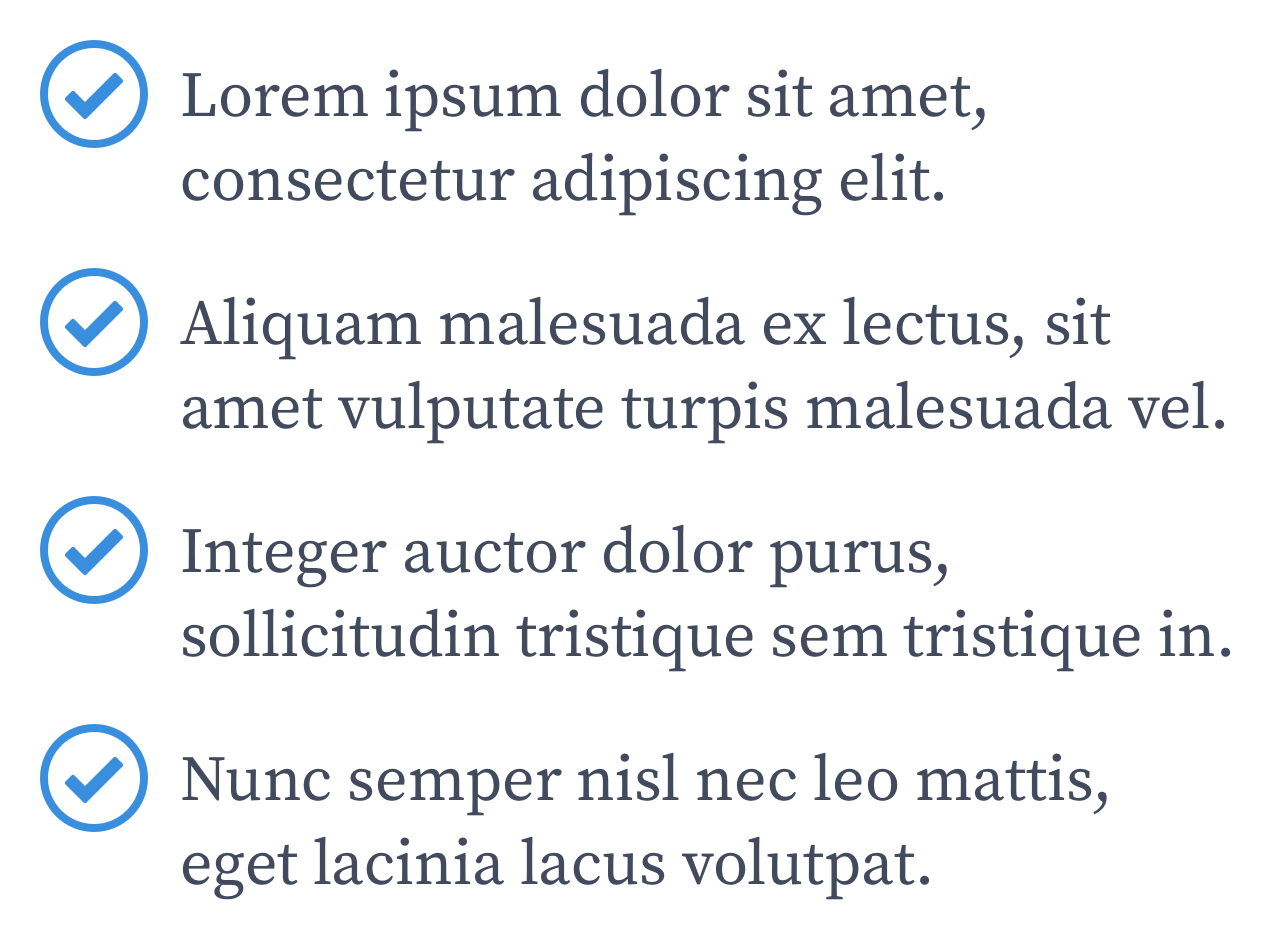 Lorem ipsum dolor sit amet,
consectetur adipiscing elit.
Aliquam malesuada ex lectus, sit
amet vulputate turpis malesuada vel.
Integer auctor dolor purus,
sollicitudin tristique sem tristique in.
Nunc semper nisl nec leo mattis,
eget lacinia lacus volutpat.